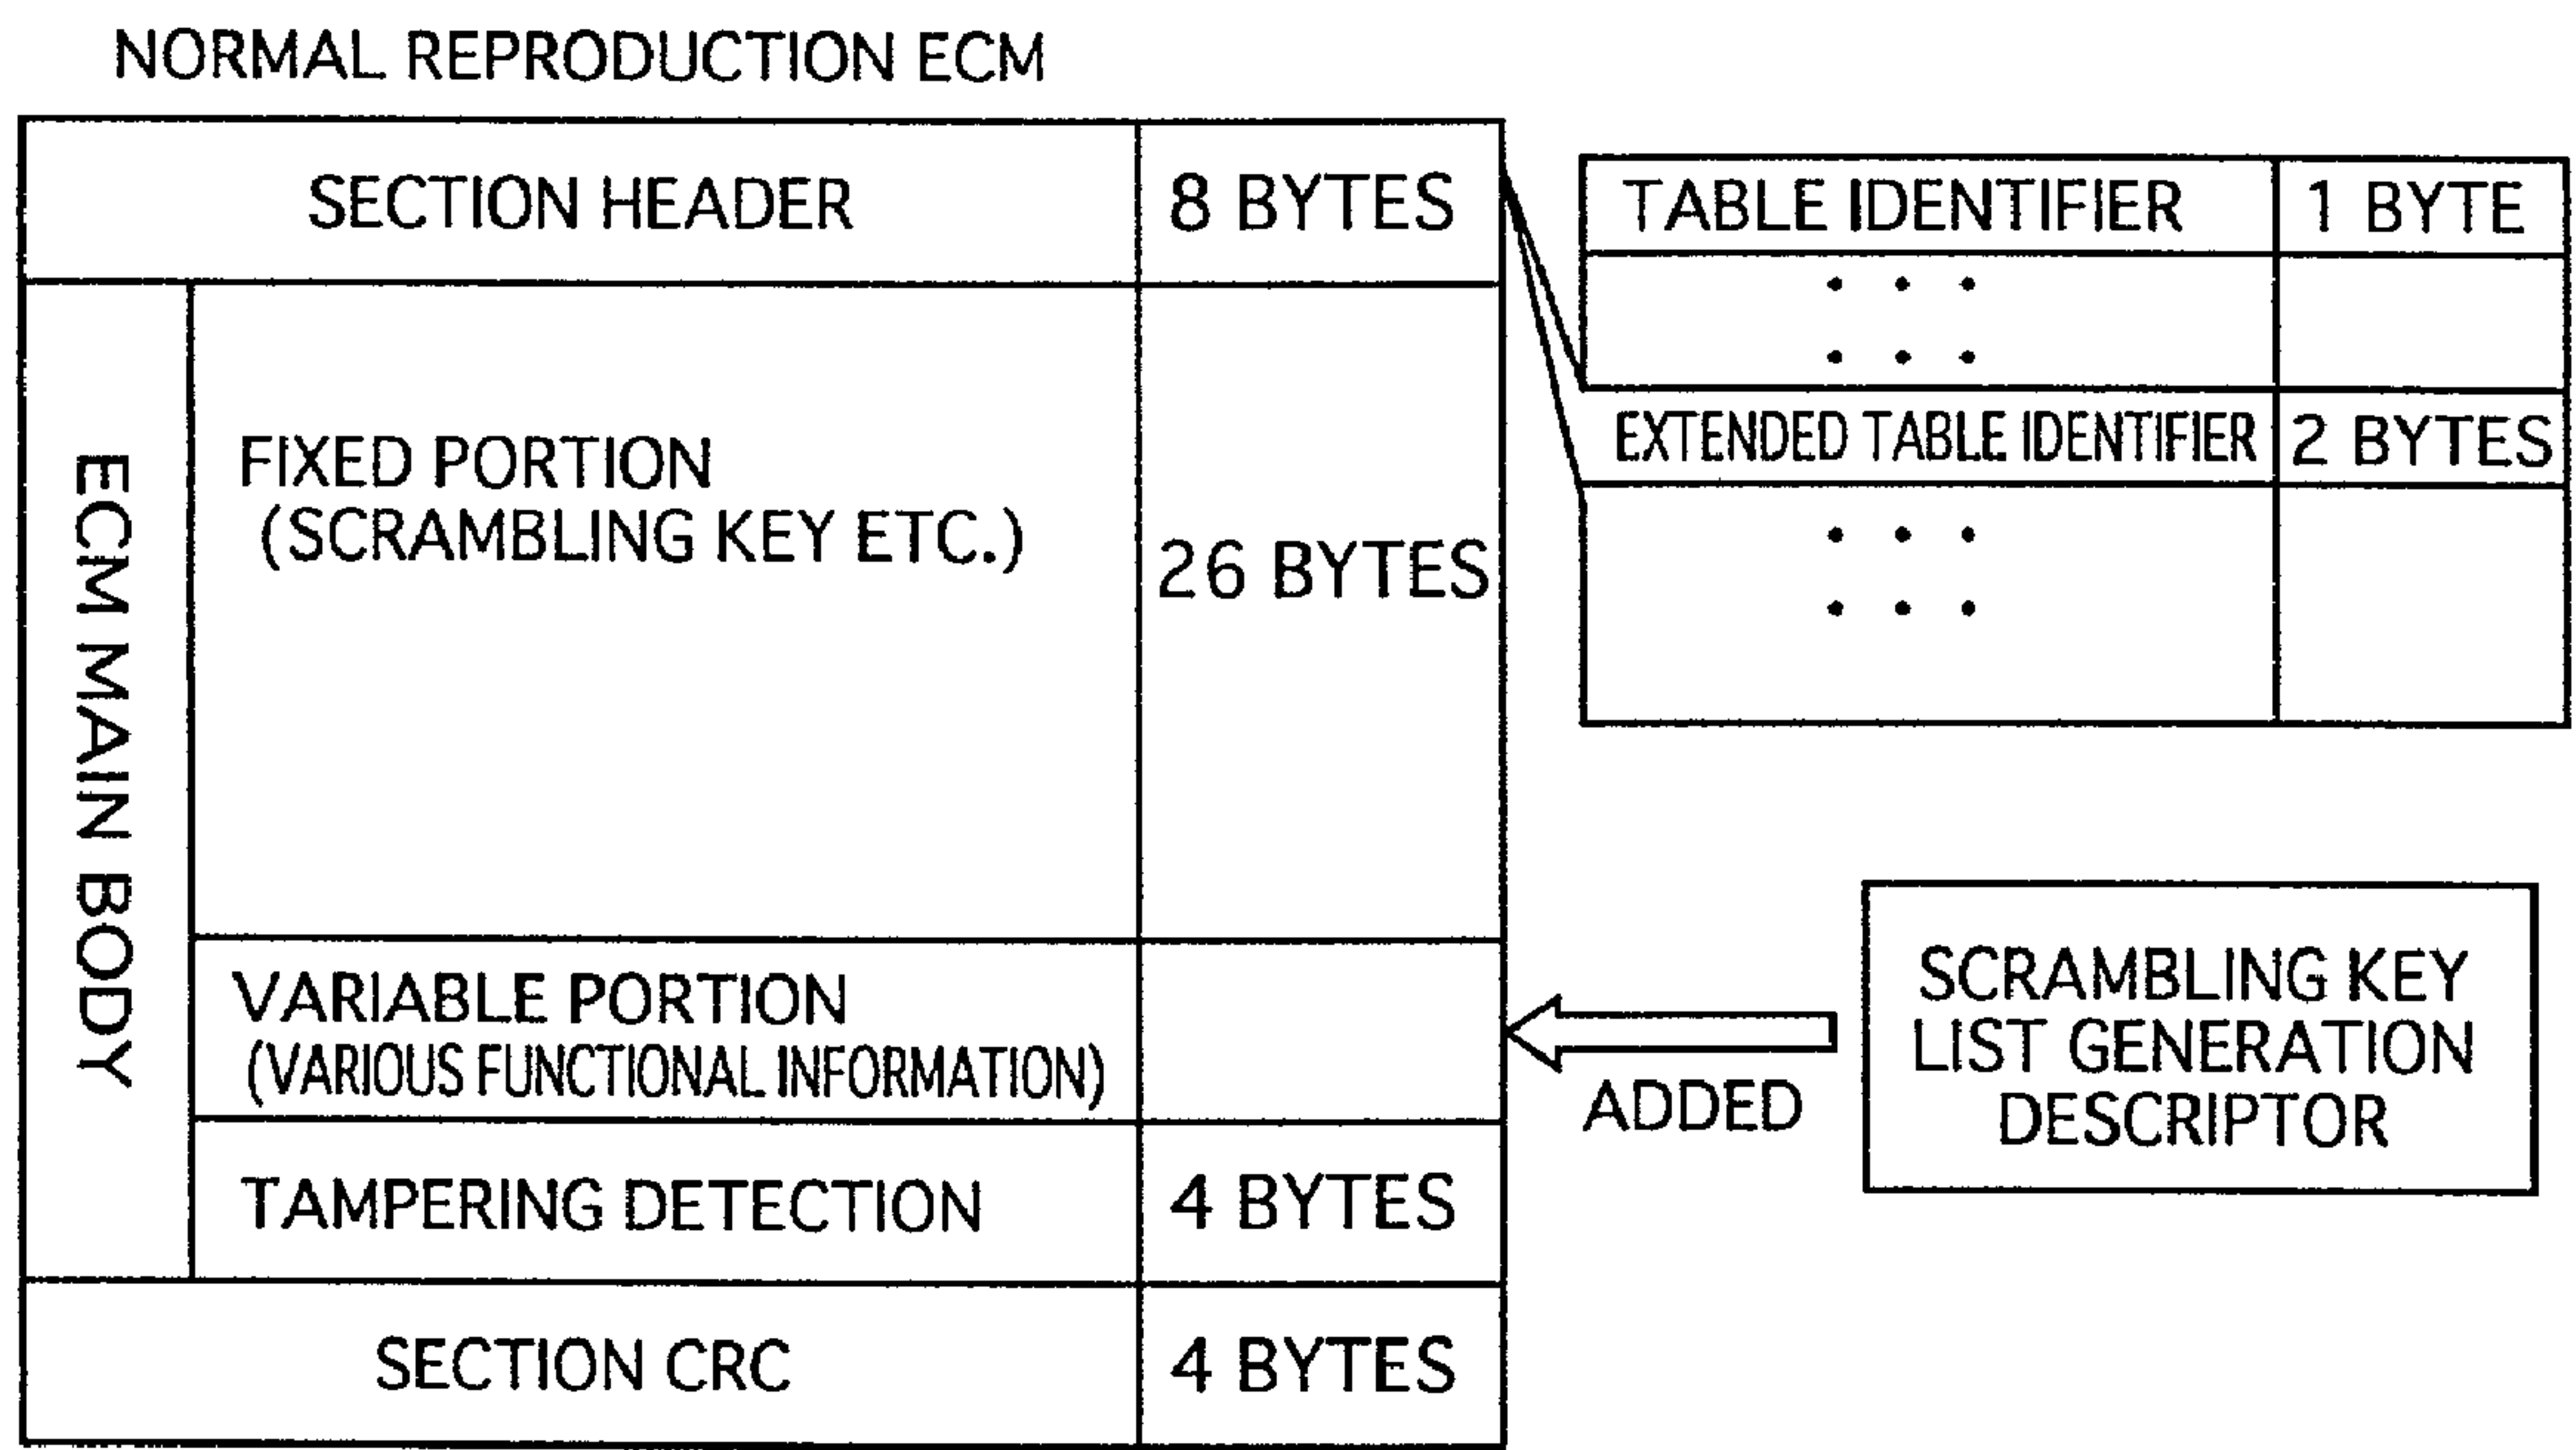 NORMAL REPRODUCTION ECM
SECTION HEADER
8 BYTES
ECM MAIN BODY
FIXED PORTION
(SCRAMBLING KEY ETC.)
26 BYTES
VARIABLE PORTION
(VARIOUS FUNCTIONAL INFORMATION)
TAMPERING DETECTION
4 BYTES
SECTION CRC
4 BYTES
TABLE IDENTIFIER
1 BYTE
• • •
• • •
EXTENDED TABLE IDENTIFIER
2 BYTES
• • •
• • •
ADDED
SCRAMBLING KEY
LIST GENERATION
DESCRIPTOR